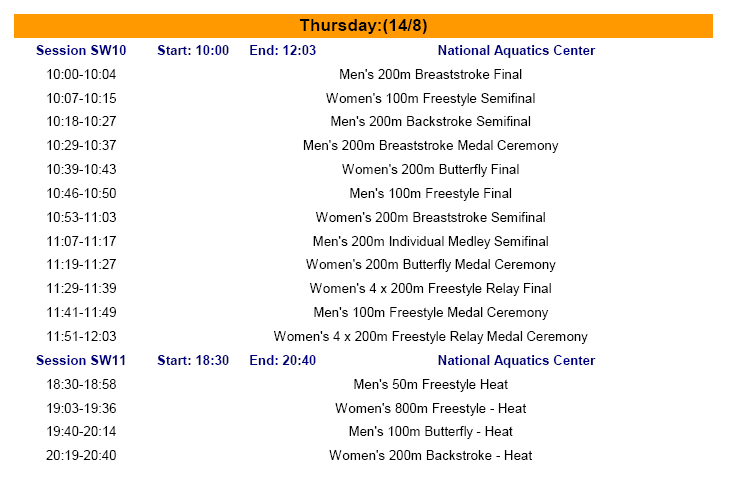 Thursday:(14/8)
Session SW10 Start: 10:00 End: 12:03 National Aquatics Center
10:00-10:04 Men's 200m Breaststroke Final
10:07-10:15 Women's 100m Freestyle Semifinal
10:18-10:27 Men's 200m Backstroke Semifinal
10:29-10:37 Men's 200m Breaststroke Medal Ceremony
10:39-10:43 Women's 200m Butterfly Final
10:46-10:50 Men's 100m Freestyle Final
10:53-11:03 Women's 200m Breaststroke Semifinal
11:07-11:17 Men's 200m Individual Medley Semifinal
11:19-11:27 Women's 200m Butterfly Medal Ceremony
11:29-11:39 Women's 4 x 200m Freestyle Relay Final
11:41-11:49 Men's 100m Freestyle Medal Ceremony
11:51-12:03 Women's 4 x 200m Freestyle Relay Medal Ceremony
Session SW11 Start: 18:30 End: 20:40 National Aquatics Center
18:30-18:58 Men's 50m Freestyle Heat
19:03-19:36 Women's 800m Freestyle - Heat
19:40-20:14 Men's 100m Butterfly - Heat
20:19-20:40 Women's 200m Backstroke - Heat